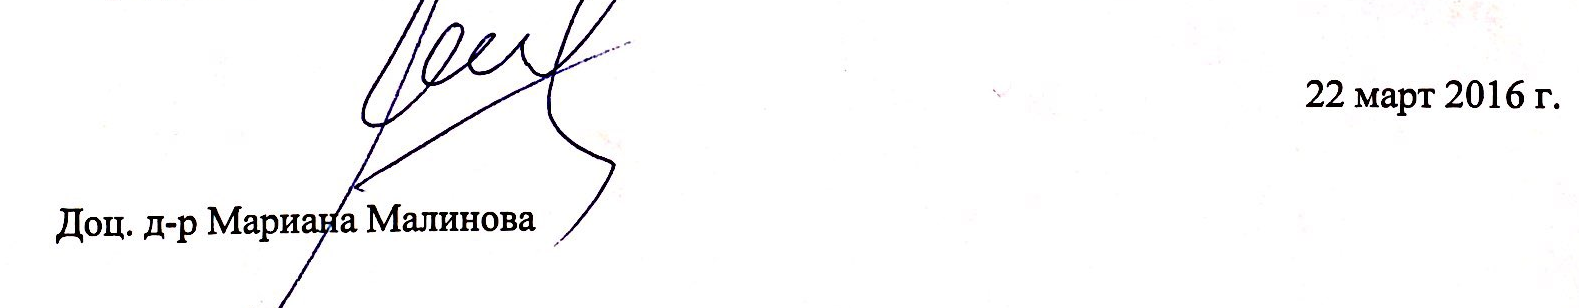 22 март 2016 г.
Доц. д-р Мариана Малинова